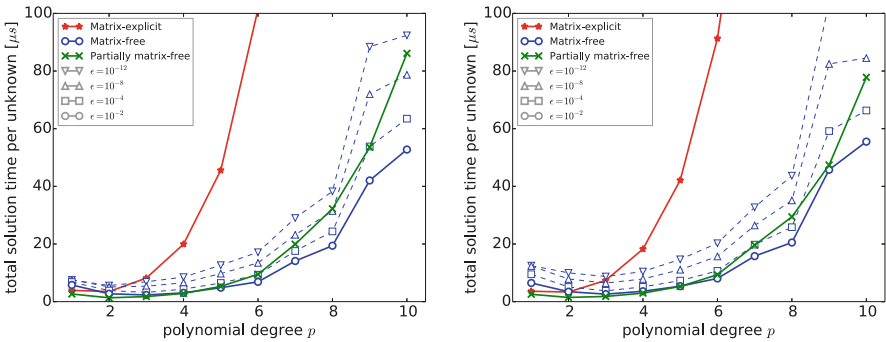 total solution time per unknown [μs]
100
80
60
40
20
0
2
4
6
8
10
polynomial degree p
Matrix-explicit
Matrix-free
Partially matrix-free
ϵ=10⁻¹²
ϵ=10⁻⁸
ϵ=10⁻⁴
ϵ=10⁻²
total solution time per unknown [μs]
100
80
60
40
20
0
2
4
6
8
10
polynomial degree p
Matrix-explicit
Matrix-free
Partially matrix-free
ϵ=10⁻¹²
ϵ=10⁻⁸
ϵ=10⁻⁴
ϵ=10⁻²